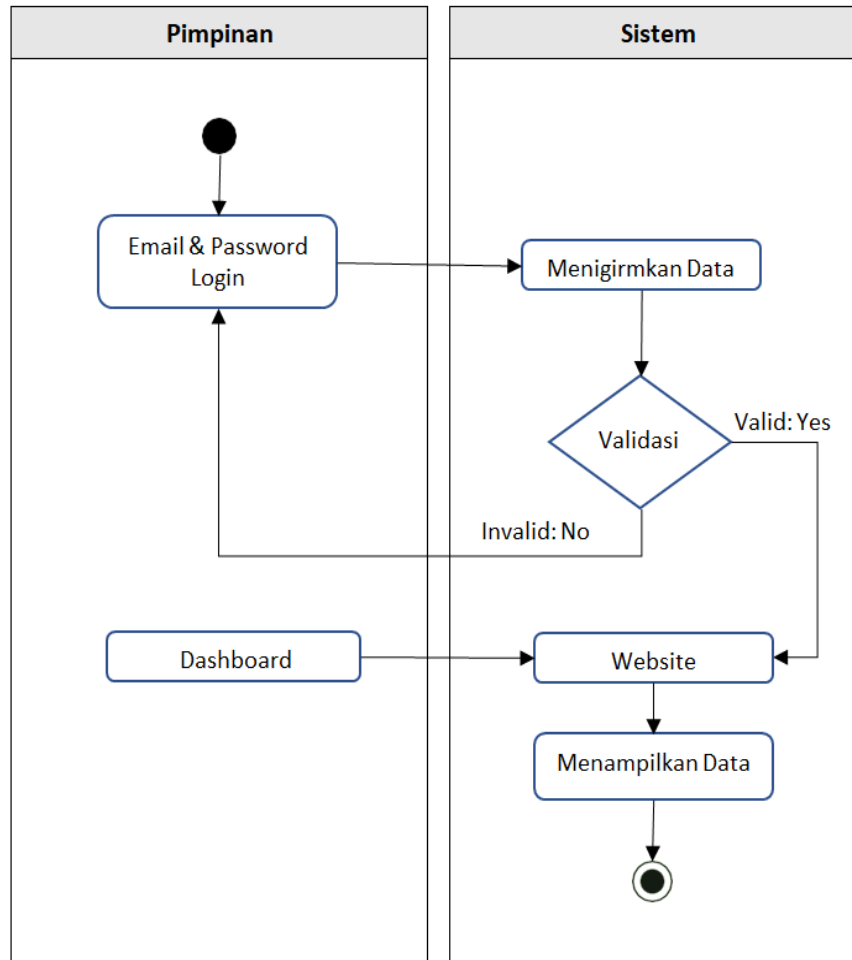 Pimpinan
Sistem
Email & Password
Login
Menigirmkan Data
Validasi
Valid: Yes
Invalid: No
Dashboard
Website
Menampilkan Data